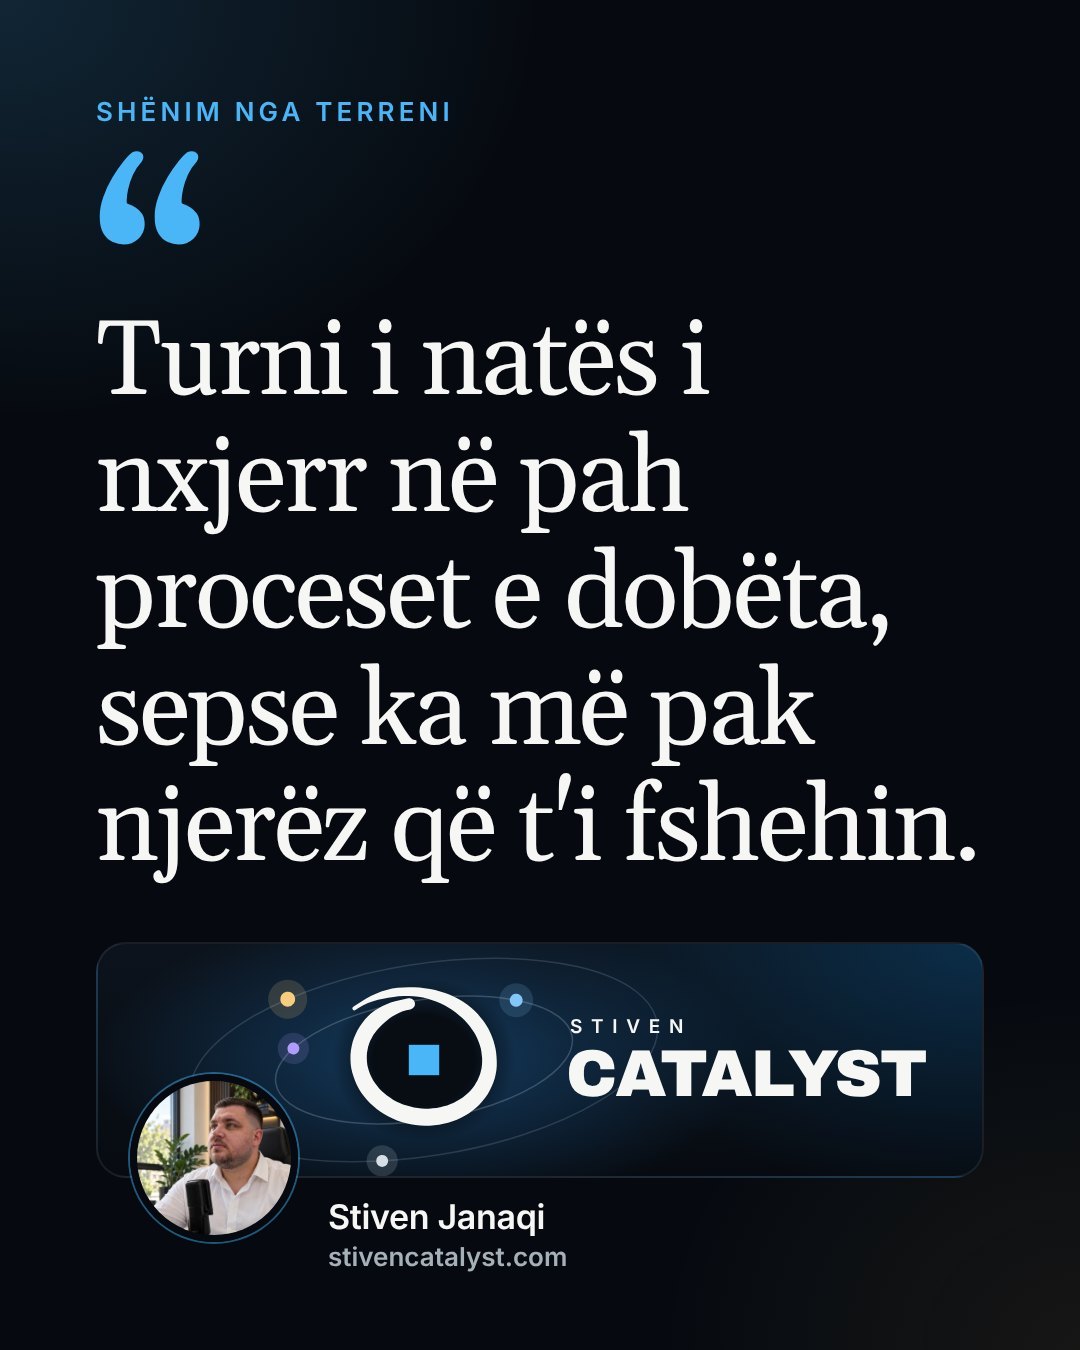 SHËNIM NGA TERRENI
“
Turni i natës i
nxjerr në pah
proceset e dobëta,
sepse ka më pak
njerëz që t'i fshehin.
STIVEN
CATALYST
Stiven Janaqi
stivencatalyst.com